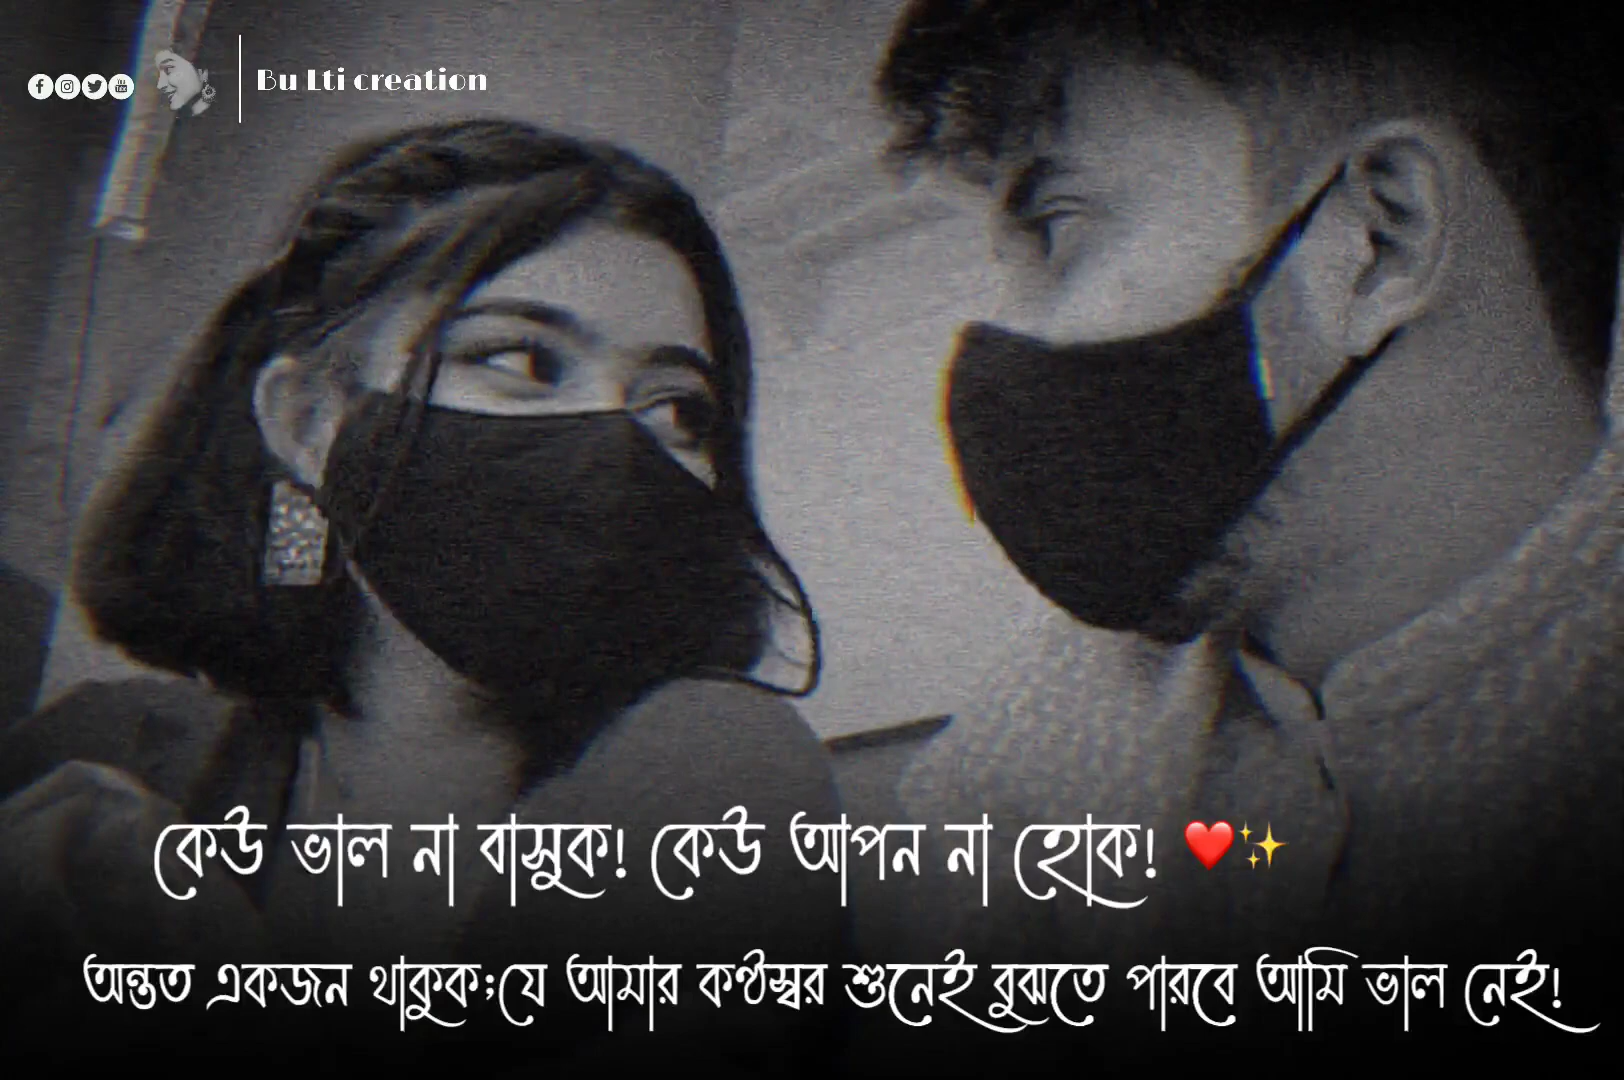 Bu Lti creation
কেউ ভাল না বাসুক! কেউ আপন না হোক! ❤️✨
অন্তত একজন থাকুক;যে আমার কণ্ঠস্বর শুনেই বুঝতে পারবে আমি ভাল নেই!